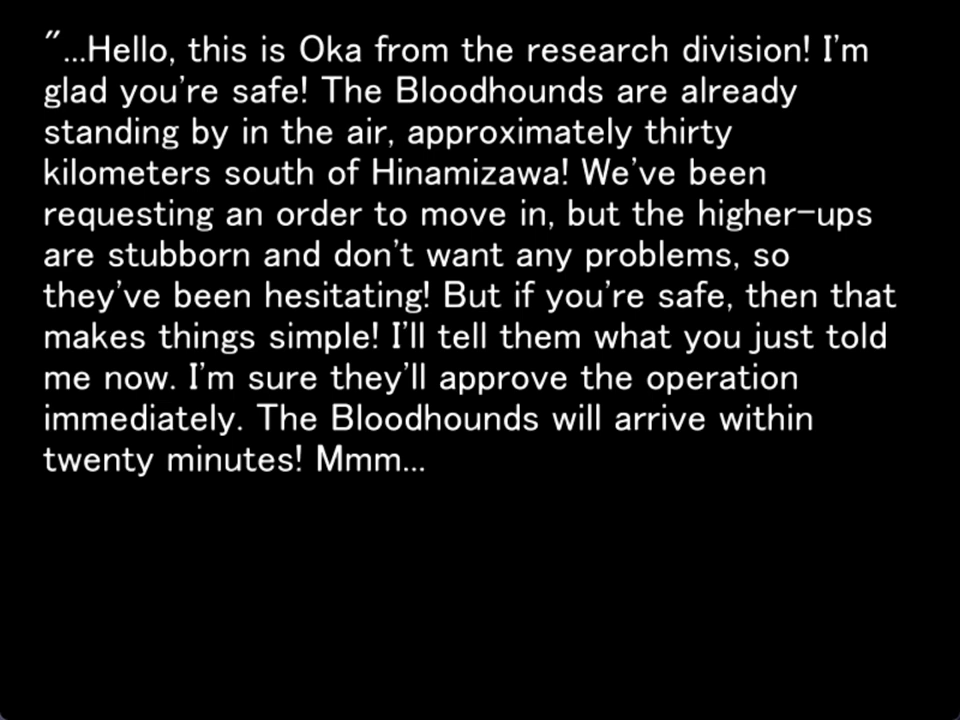 "...Hello, this is Oka from the research division! I'm
glad you're safe! The Bloodhounds are already
standing by in the air, approximately thirty
kilometers south of Hinamizawa! We've been
requesting an order to move in, but the higher-ups
are stubborn and don't want any problems, so
they've been hesitating! But if you're safe, then that
makes things simple! I'll tell them what you just told
me now. I'm sure they'll approve the operation
immediately. The Bloodhounds will arrive within
twenty minutes! Mmm...